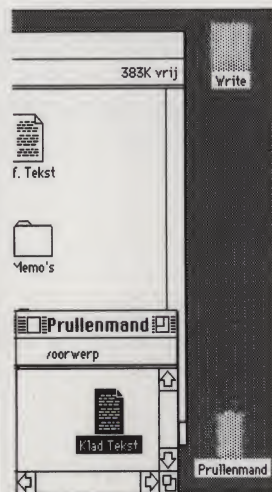 383K vrij
Write
f. Tekst
Memo's
Prullenmand
voorwerp
Klad Tekst
Prullenmand